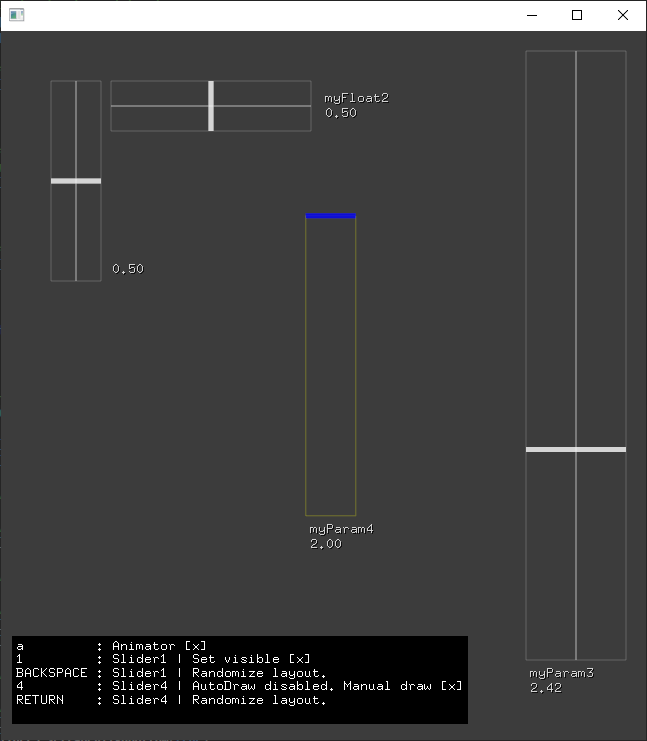 myFloat2
0.50
0.50
myParam4
2.00
myParam3
2.42
a : Animator [x]
1 : Slider1 | Set visible [x]
BACKSPACE : Slider1 | Randomize layout.
4 : Slider4 | AutoDraw disabled. Manual draw [x]
RETURN : Slider4 | Randomize layout.